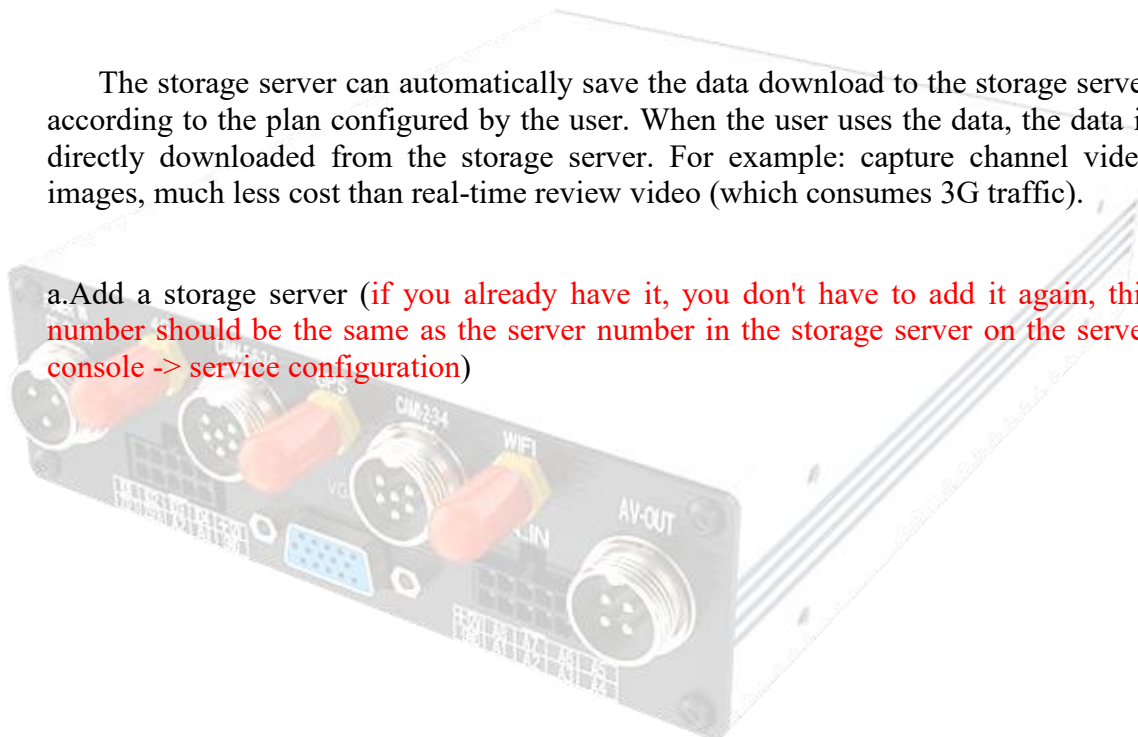 The storage server can automatically save the data download to the storage serve
according to the plan configured by the user. When the user uses the data, the data i
directly downloaded from the storage server. For example: capture channel vide
images, much less cost than real-time review video (which consumes 3G traffic).
a.Add a storage server (if you already have it, you don't have to add it again, thi
number should be the same as the server number in the storage server on the serve
console -> service configuration)
GPS
CAM-2-3-4
WIFI
AV-OUT